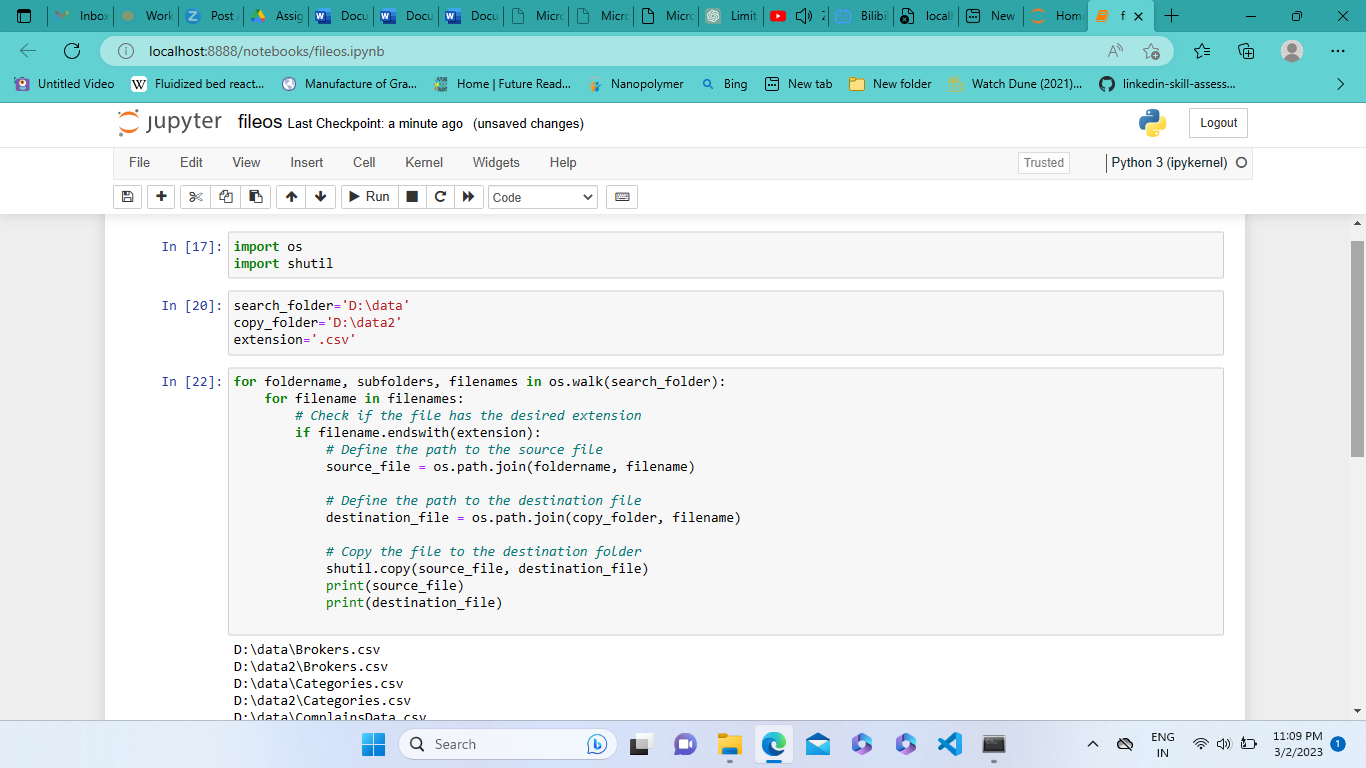 Inbox
Work
Post
Assig
Docu
Docu
Docu
Micro
Micro
Micro
Limit
Bilibil
locall
New
Hom
f
localhost:8888/notebooks/fileos.ipynb
Untitled Video
Fluidized bed react...
Manufacture of Gra...
Home | Future Read...
Nanopolymer
Bing
New tab
New folder
Watch Dune (2021)...
linkedin-skill-assess...
jupyter fileos Last Checkpoint: a minute ago (unsaved changes)
Logout
File Edit View Insert Cell Kernel Widgets Help
Trusted
Python 3 (ipykernel)
Run
Code
In [17]:
import os
import shutil
In [20]:
search_folder='D:\data'
copy_folder='D:\data2'
extension='.csv'
In [22]:
for foldername, subfolders, filenames in os.walk(search_folder):
    for filename in filenames:
        # Check if the file has the desired extension
        if filename.endswith(extension):
            # Define the path to the source file
            source_file = os.path.join(foldername, filename)
            # Define the path to the destination file
            destination_file = os.path.join(copy_folder, filename)
            # Copy the file to the destination folder
            shutil.copy(source_file, destination_file)
            print(source_file)
            print(destination_file)
D:\data\Brokers.csv
D:\data2\Brokers.csv
D:\data\Categories.csv
D:\data2\Categories.csv
D:\data\ComplainsData.csv
Search
ENG
IN
11:09 PM
3/2/2023
1